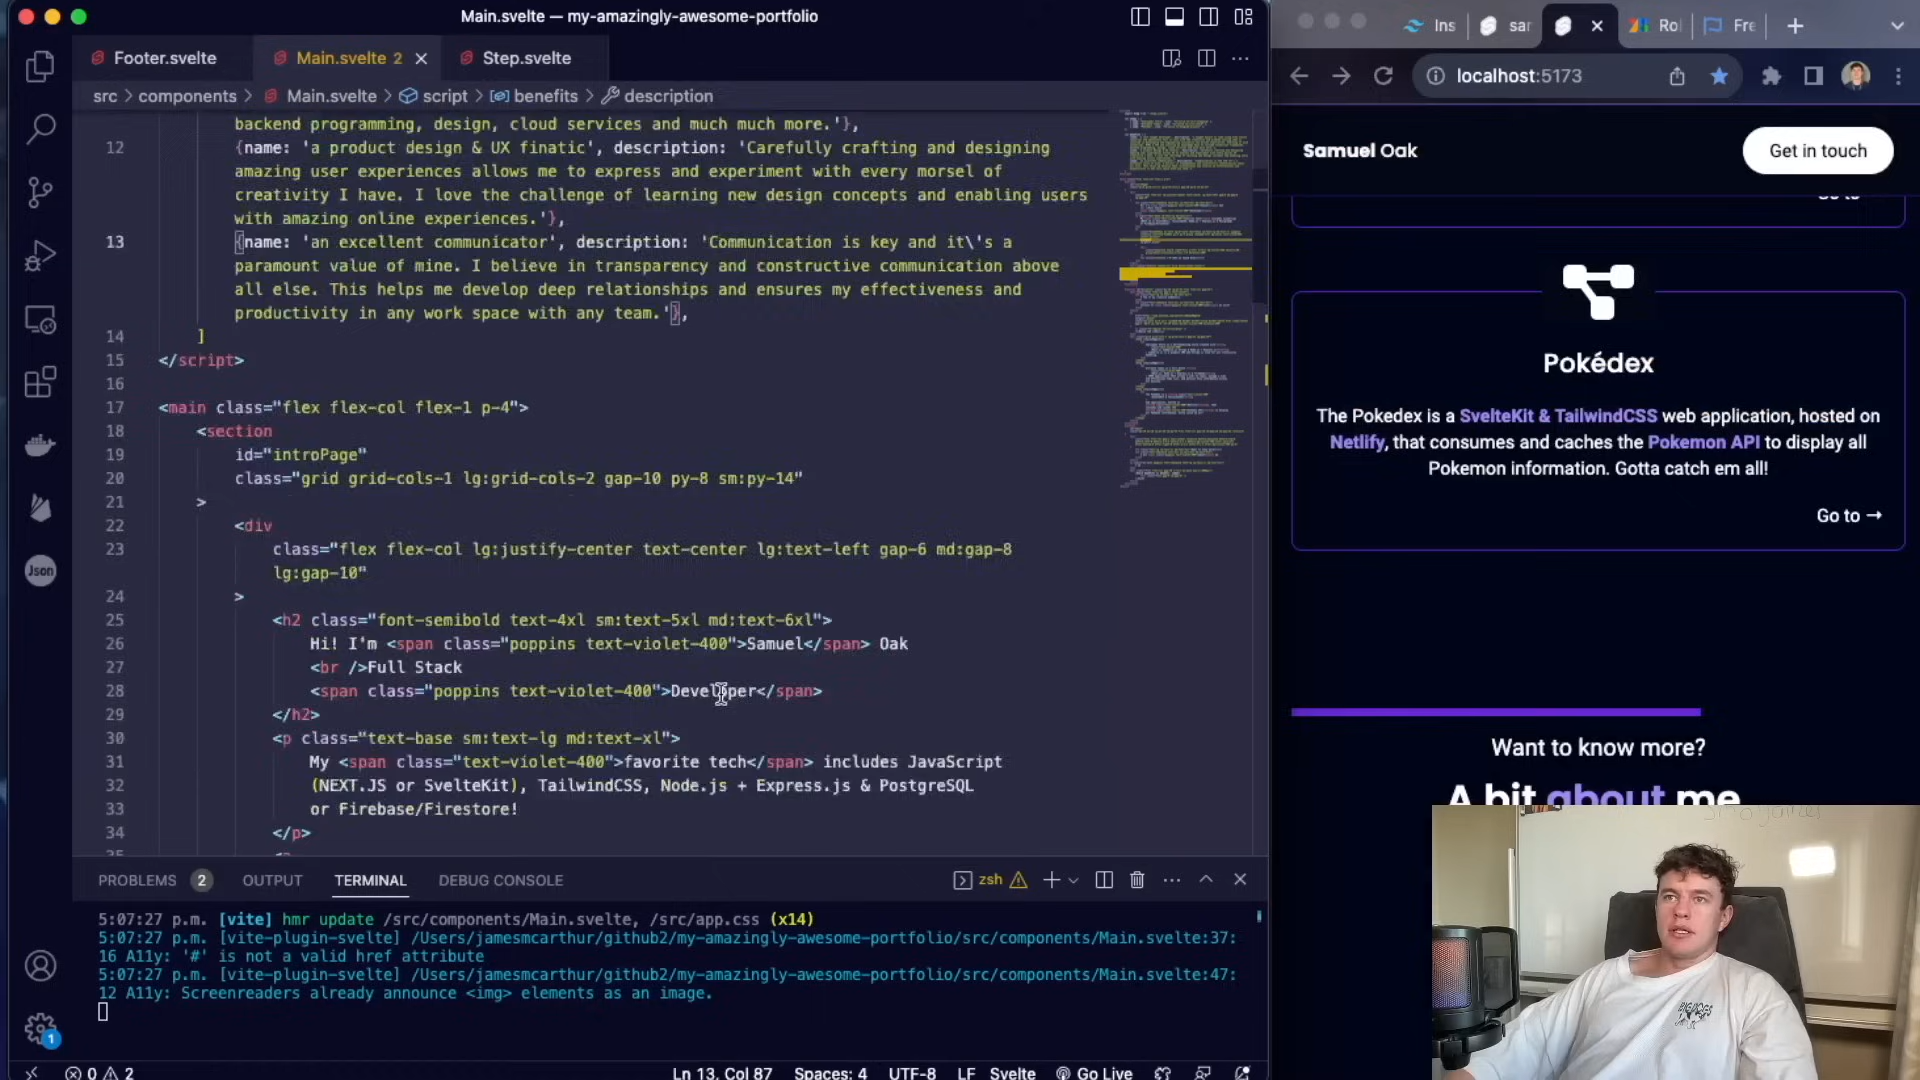 Main.svelte — my-amazingly-awesome-portfolio
Footer.svelte
Main.svelte 2
Step.svelte
src > components > Main.svelte > script > benefits > description
backend programming, design, cloud services and much much more.'},
12 {name: 'a product design & UX finatic', description: 'Carefully crafting and designing
amazing user experiences allows me to express and experiment with every morsel of
creativity I have. I love the challenge of learning new design concepts and enabling users
with amazing online experiences.'},
13 {name: 'an excellent communicator', description: 'Communication is key and it\'s a
paramount value of mine. I believe in transparency and constructive communication above
all else. This helps me develop deep relationships and ensures my effectiveness and
productivity in any work space with any team.'},
14 ]
15 </script>
16
17 <main class="flex flex-col flex-1 p-4">
18 <section
19 id="introPage"
20 class="grid grid-cols-1 lg:grid-cols-2 gap-10 py-8 sm:py-14"
21 >
22 <div
23 class="flex flex-col lg:justify-center text-center lg:text-left gap-6 md:gap-8
lg:gap-10"
24 >
25 <h2 class="font-semibold text-4xl sm:text-5xl md:text-6xl">
26 Hi! I'm <span class="poppins text-violet-400">Samuel</span> Oak
27 <br />Full Stack
28 <span class="poppins text-violet-400">Developer</span>
29 </h2>
30 <p class="text-base sm:text-lg md:text-xl">
31 My <span class="text-violet-400">favorite tech</span> includes JavaScript
32 (NEXT.JS or SvelteKit), TailwindCSS, Node.js + Express.js & PostgreSQL
33 or Firebase/Firestore!
34 </p>
35
Json
1
PROBLEMS 2 OUTPUT TERMINAL DEBUG CONSOLE
zsh
5:07:27 p.m. [vite] hmr update /src/components/Main.svelte, /src/app.css (x14)
5:07:27 p.m. [vite-plugin-svelte] /Users/jamesmcarthur/github2/my-amazingly-awesome-portfolio/src/components/Main.svelte:37:
16 A11y: '#' is not a valid href attribute
5:07:27 p.m. [vite-plugin-svelte] /Users/jamesmcarthur/github2/my-amazingly-awesome-portfolio/src/components/Main.svelte:47:
12 A11y: Screenreaders already announce <img> elements as an image.
0 2
Ln 13, Col 87 Spaces: 4 UTF-8 LF Svelte Go Live
Ins
sar
Rol
Fre
localhost:5173
Samuel Oak
Get in touch
Go to
Pokédex
The Pokedex is a SvelteKit & TailwindCSS web application, hosted on
Netlify, that consumes and caches the Pokemon API to display all
Pokemon information. Gotta catch em all!
Go to →
Want to know more?
A bit about me